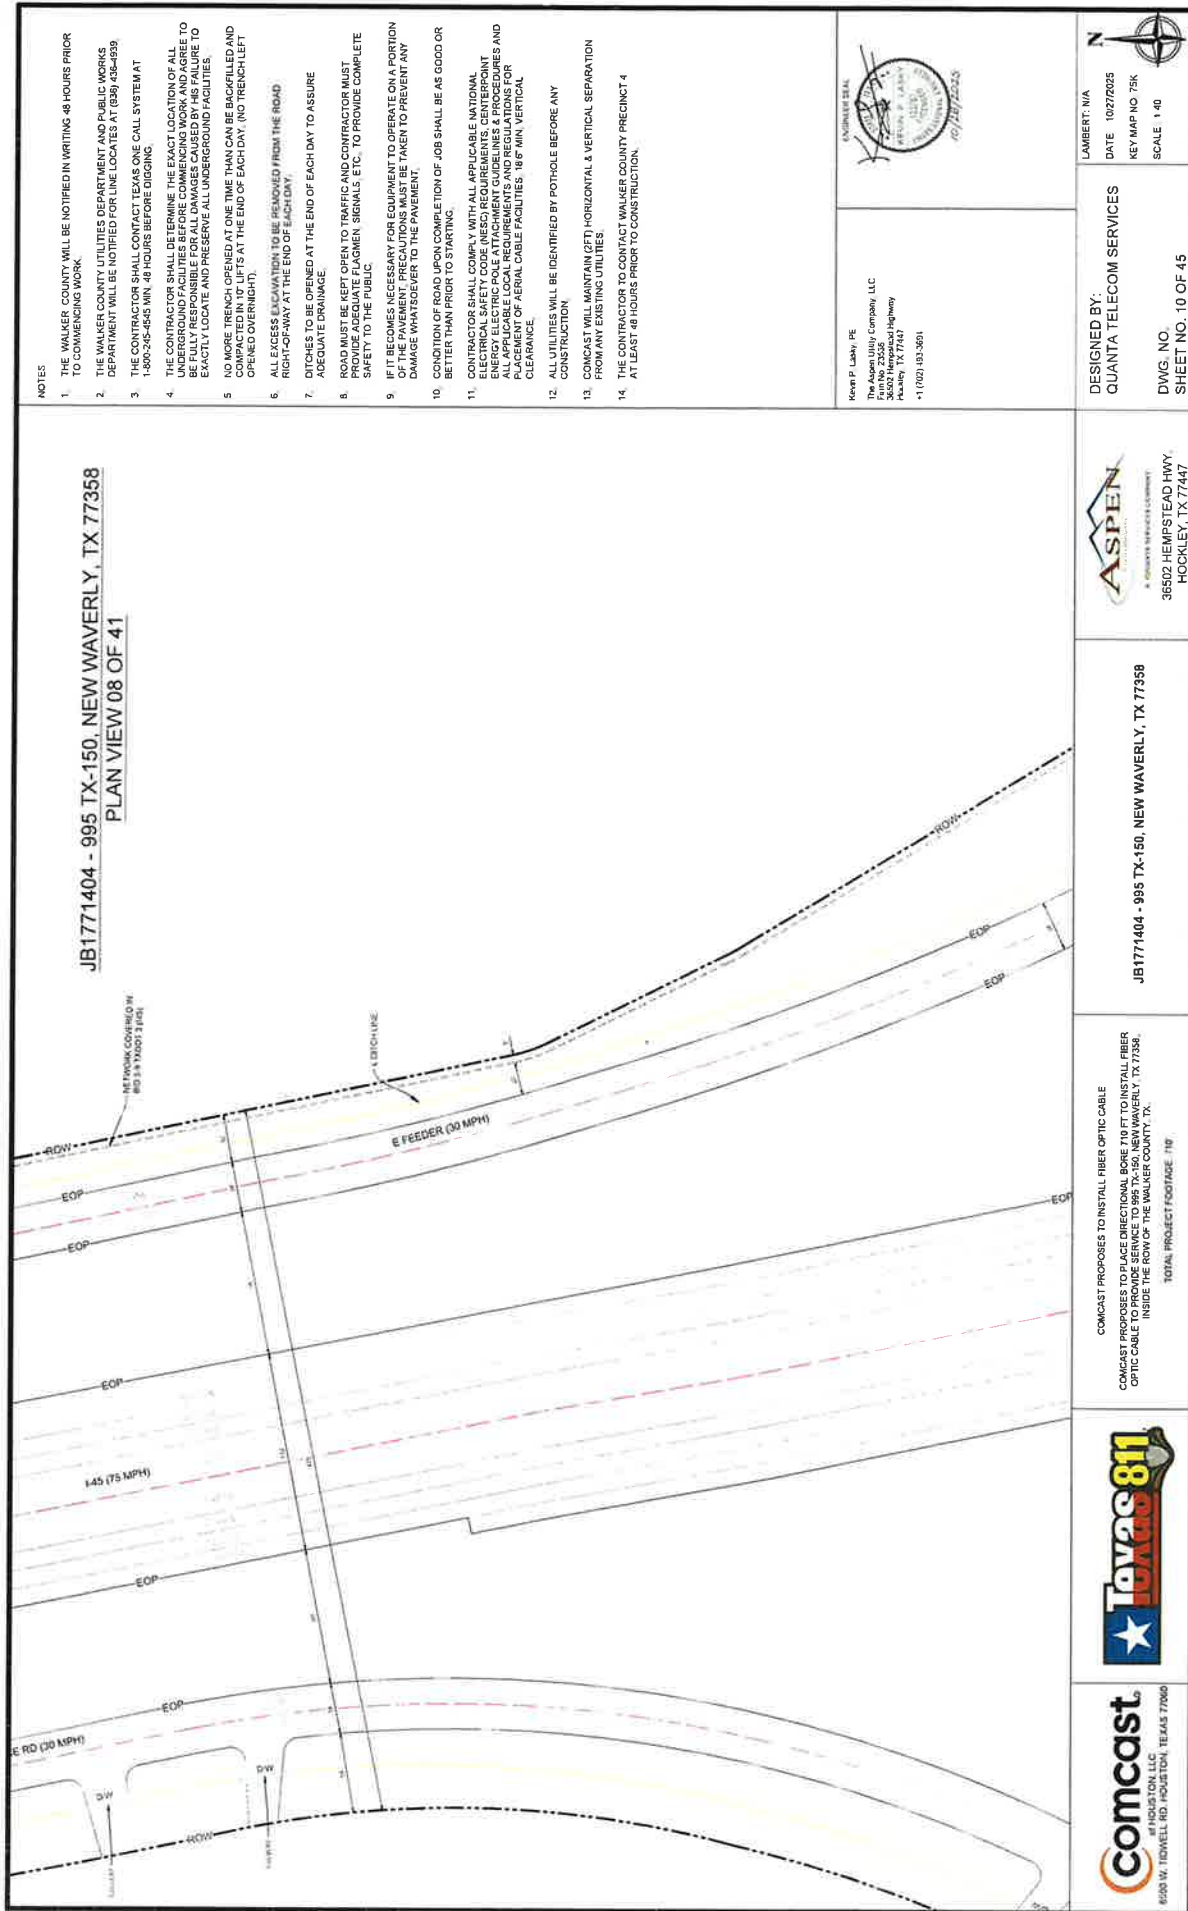 JB1771404 - 995 TX-150, NEW WAVERLY, TX 77358
PLAN VIEW 08 OF 41
NETWORK COVERED IN
ROW
EOP
EOP
EOP
I-45 (75 MPH)
EOP
EOP
E RD (30 MPH)
D/W
D/W
ROW
E FEEDER (30 MPH)
DITCH LINE
ROW
EOP
EOP
EOP
NOTES
1. THE WALKER COUNTY WILL BE NOTIFIED IN WRITING 48 HOURS PRIOR
TO COMMENCING WORK.
2. THE WALKER COUNTY UTILITIES DEPARTMENT AND PUBLIC WORKS
DEPARTMENT WILL BE NOTIFIED FOR LINE LOCATES AT (936) 436-4939.
3. THE CONTRACTOR SHALL CONTACT TEXAS ONE CALL SYSTEM AT
1-800-245-4545 MIN. 48 HOURS BEFORE DIGGING.
4. THE CONTRACTOR SHALL DETERMINE THE EXACT LOCATION OF ALL
UNDERGROUND FACILITIES BEFORE COMMENCING WORK AND AGREE TO
BE FULLY RESPONSIBLE FOR ALL DAMAGES CAUSED BY HIS FAILURE TO
EXACTLY LOCATE AND PRESERVE ALL UNDERGROUND FACILITIES.
5 NO MORE TRENCH OPENED AT ONE TIME THAN CAN BE BACKFILLED AND
COMPACTED IN 10" LIFTS AT THE END OF EACH DAY. (NO TRENCH LEFT
OPENED OVERNIGHT).
6. ALL EXCESS EXCAVATION TO BE REMOVED FROM THE ROAD
RIGHT-OF-WAY AT THE END OF EACH DAY.
7. DITCHES TO BE OPENED AT THE END OF EACH DAY TO ASSURE
ADEQUATE DRAINAGE.
8. ROAD MUST BE KEPT OPEN TO TRAFFIC AND CONTRACTOR MUST
PROVIDE ADEQUATE FLAGMEN, SIGNALS, ETC., TO PROVIDE COMPLETE
SAFETY TO THE PUBLIC.
9. IF IT BECOMES NECESSARY FOR EQUIPMENT TO OPERATE ON A PORTION
OF THE PAVEMENT, PRECAUTIONS MUST BE TAKEN TO PREVENT ANY
DAMAGE WHATSOEVER TO THE PAVEMENT.
10. CONDITION OF ROAD UPON COMPLETION OF JOB SHALL BE AS GOOD OR
BETTER THAN PRIOR TO STARTING.
11. CONTRACTOR SHALL COMPLY WITH ALL APPLICABLE NATIONAL
ELECTRICAL SAFETY CODE (NESC) REQUIREMENTS, CENTERPOINT
ENERGY ELECTRIC POLE ATTACHMENT GUIDELINES & PROCEDURES AND
ALL APPLICABLE LOCAL REQUIREMENTS AND REGULATIONS FOR
PLACEMENT OF AERIAL CABLE FACILITIES, 18'6" MIN. VERTICAL
CLEARANCE.
12. ALL UTILITIES WILL BE IDENTIFIED BY POTHOLE BEFORE ANY
CONSTRUCTION.
13. COMCAST WILL MAINTAIN (2FT) HORIZONTAL & VERTICAL SEPARATION
FROM ANY EXISTING UTILITIES.
14. THE CONTRACTOR TO CONTACT WALKER COUNTY PRECINCT 4
AT LEAST 48 HOURS PRIOR TO CONSTRUCTION.
Kevin P. Lasky, PE
The Aspen Utility Company, LLC
Firm No 23536
36502 Hempstead Highway
Hockley, TX 77447
ENGINEER SEAL
KEVIN P. LASKY
10/28/2025
Comcast
of HOUSTON, LLC
8590 W. TIDWELL RD. HOUSTON, TEXAS 77040
Texas811
COMCAST PROPOSES TO INSTALL FIBER OPTIC CABLE
COMCAST PROPOSES TO PLACE DIRECTIONAL BORE 710 FT TO INSTALL FIBER
OPTIC CABLE TO PROVIDE SERVICE TO 995 TX-150, NEW WAVERLY, TX 77358,
INSIDE THE ROW OF THE WALKER COUNTY, TX.
TOTAL PROJECT FOOTAGE: 710'
JB1771404 - 995 TX-150, NEW WAVERLY, TX 77358
ASPEN
A QUANTA SERVICES COMPANY
36502 HEMPSTEAD HWY.
HOCKLEY, TX 77447
DESIGNED BY:
QUANTA TELECOM SERVICES
DWG. NO.
SHEET NO. 10 OF 45
LAMBERT: N/A
DATE 10/27/2025
KEY MAP NO 75K
SCALE 1:40
N